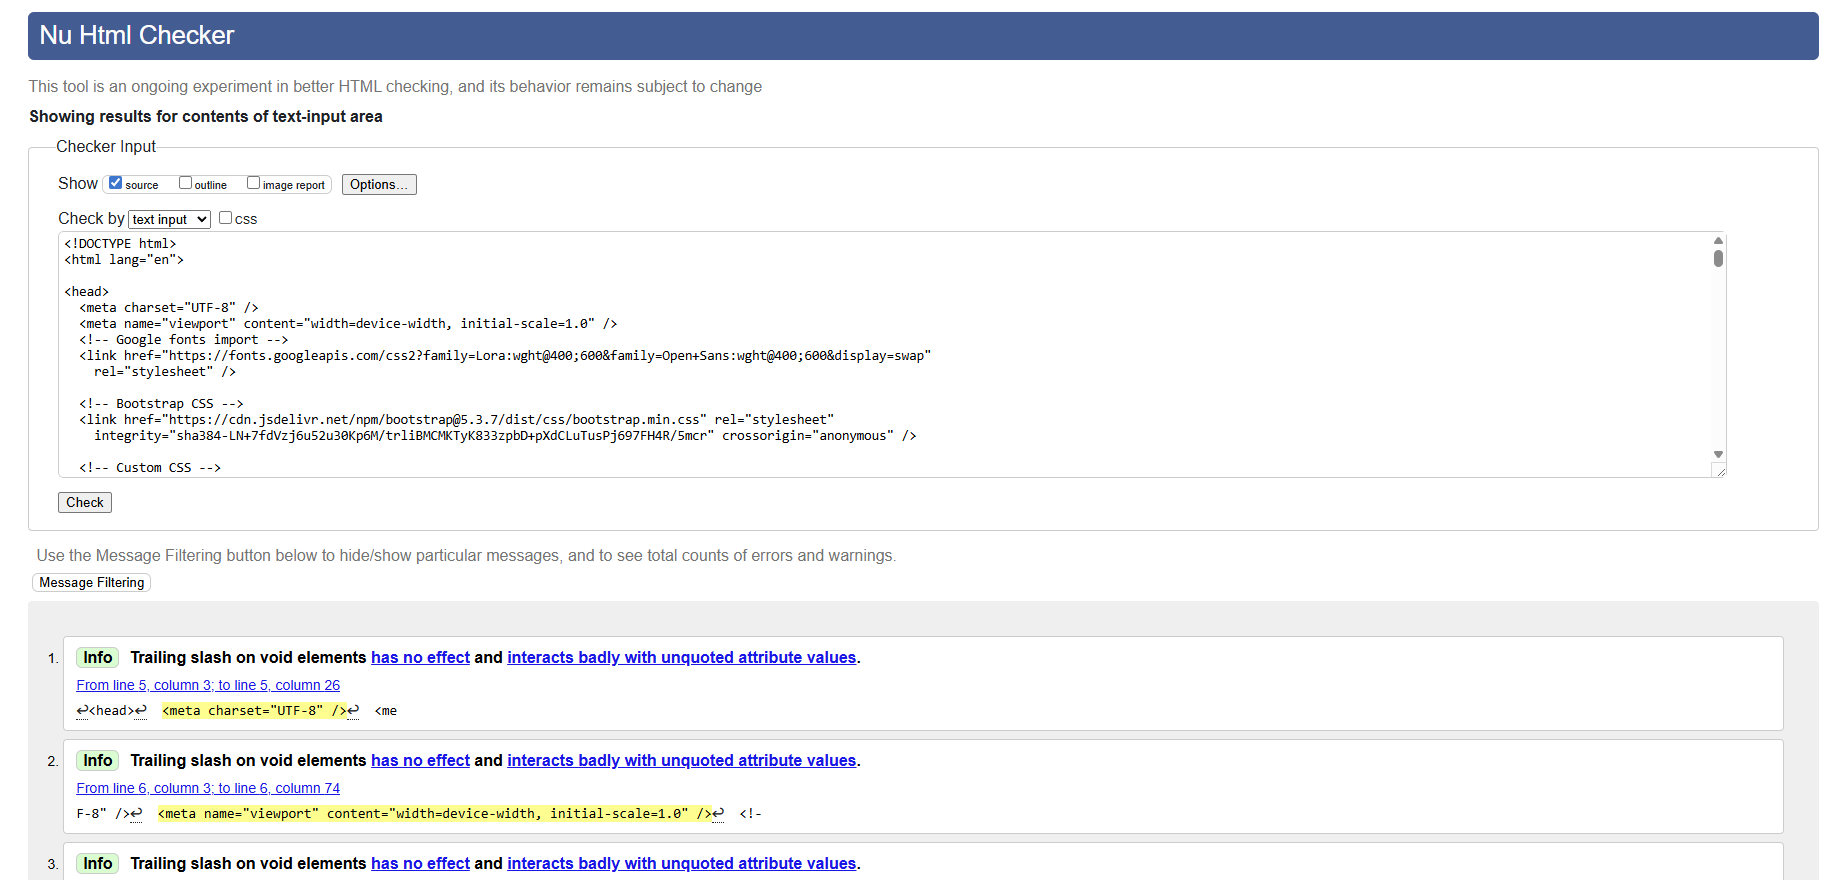 Nu Html Checker
This tool is an ongoing experiment in better HTML checking, and its behavior remains subject to change
Showing results for contents of text-input area
Checker Input
Show source outline image report Options...
Check by text input css
<!DOCTYPE html>
<html lang="en">
<head>
<meta charset="UTF-8" />
<meta name="viewport" content="width=device-width, initial-scale=1.0" />
<!-- Google fonts import -->
<link href="https://fonts.googleapis.com/css2?family=Lora:wght@400;600&family=Open+Sans:wght@400;600&display=swap"
rel="stylesheet" />
<!-- Bootstrap CSS -->
<link href="https://cdn.jsdelivr.net/npm/bootstrap@5.3.7/dist/css/bootstrap.min.css" rel="stylesheet"
integrity="sha384-LN+7fdVzj6u52u30Kp6M/trliBMCMKTyK833zpbD+pXdCLuTusPj697FH4R/5mcr" crossorigin="anonymous" />
<!-- Custom CSS -->
Check
Use the Message Filtering button below to hide/show particular messages, and to see total counts of errors and warnings.
Message Filtering
1. Info Trailing slash on void elements has no effect and interacts badly with unquoted attribute values.
From line 5, column 3; to line 5, column 26
↩<head>↩ <meta charset="UTF-8" />↩ <me
2. Info Trailing slash on void elements has no effect and interacts badly with unquoted attribute values.
From line 6, column 3; to line 6, column 74
F-8" />↩ <meta name="viewport" content="width=device-width, initial-scale=1.0" />↩ <!-
3. Info Trailing slash on void elements has no effect and interacts badly with unquoted attribute values.